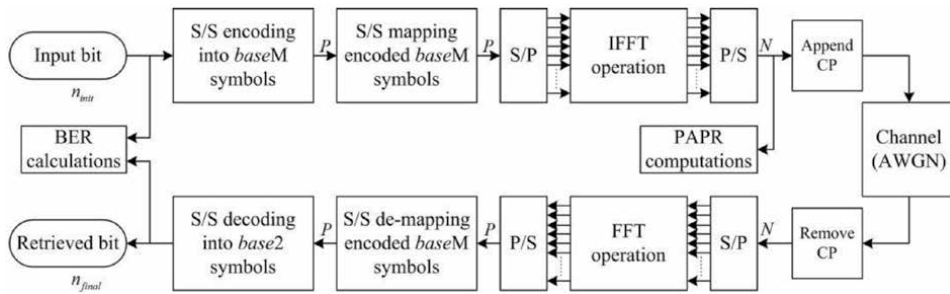 Input bit
n_init
S/S encoding
into baseM
symbols
P
S/S mapping
encoded baseM
symbols
P
S/P
IFFT
operation
P/S
N
Append
CP
BER
calculations
PAPR
computations
Channel
(AWGN)
Retrieved bit
n_final
S/S decoding
into base2
symbols
P
S/S de-mapping
encoded baseM
symbols
P
P/S
FFT
operation
S/P
N
Remove
CP